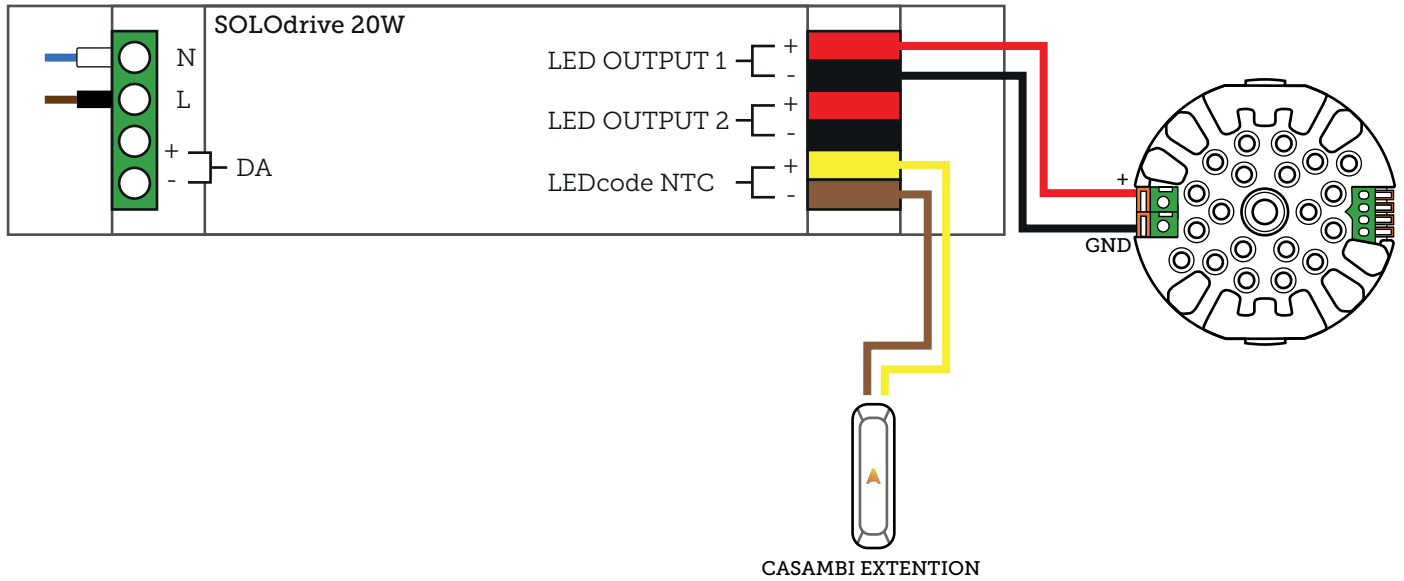 SOLOdrive 20W
N
L
+
-
DA
LED OUTPUT 1
+
-
LED OUTPUT 2
+
-
LEDcode NTC
+
-
+
GND
CASAMBI EXTENTION